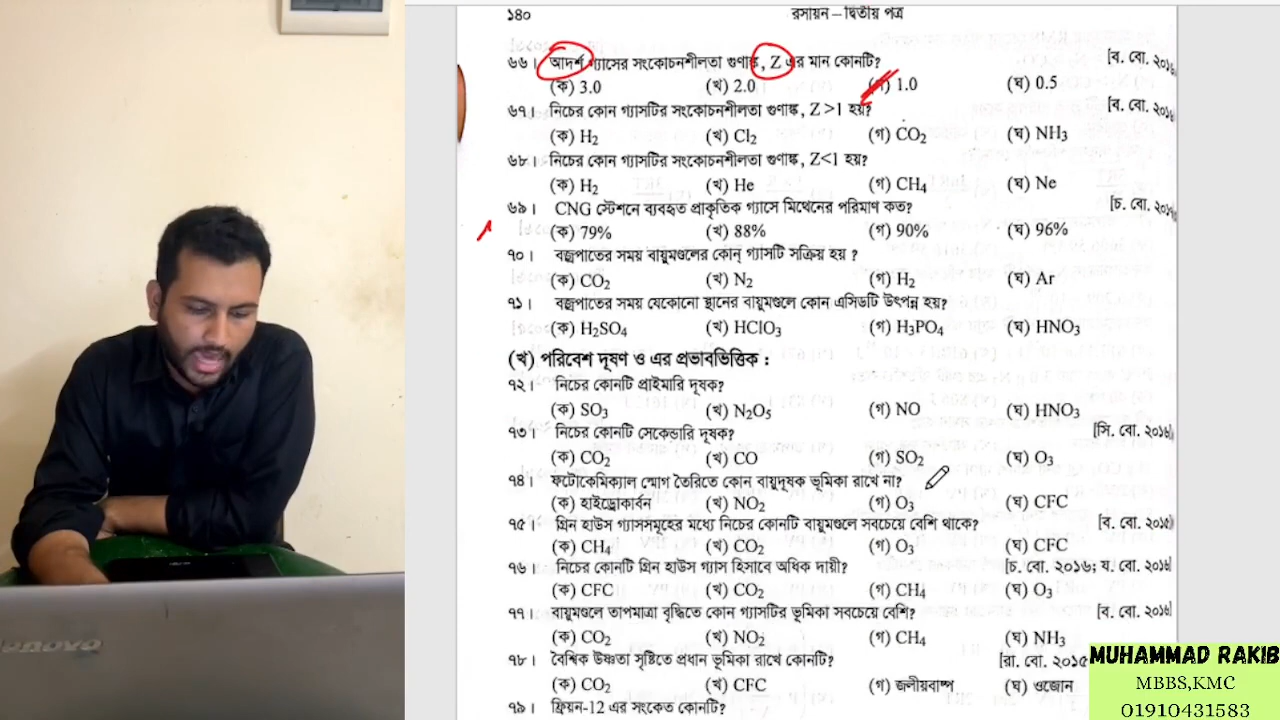 ১৪০ রসায়ন – দ্বিতীয় পত্র
৬৬। আদর্শ গ্যাসের সংকোচনশীলতা গুণাঙ্ক, Z এর মান কোনটি? [ব. বো. ২০১৬
(ক) 3.0 (খ) 2.0 (গ) 1.0 (ঘ) 0.5
৬৭। নিচের কোন গ্যাসটির সংকোচনশীলতা গুণাঙ্ক, Z >1 হয়? [ব. বো. ২০১৬
(ক) H₂ (খ) Cl₂ (গ) CO₂ (ঘ) NH₃
৬৮। নিচের কোন গ্যাসটির সংকোচনশীলতা গুণাঙ্ক, Z<1 হয়?
(ক) H₂ (খ) He (গ) CH₄ (ঘ) Ne
৬৯। CNG স্টেশনে ব্যবহৃত প্রাকৃতিক গ্যাসে মিথেনের পরিমাণ কত? [চ. বো.
(ক) 79% (খ) 88% (গ) 90% (ঘ) 96%
৭০। বজ্রপাতের সময় বায়ুমণ্ডলের কোন্ গ্যাসটি সক্রিয় হয় ?
(ক) CO₂ (খ) N₂ (গ) H₂ (ঘ) Ar
৭১। বজ্রপাতের সময় যেকোনো স্থানের বায়ুমণ্ডলে কোন এসিডটি উৎপন্ন হয়?
(ক) H₂SO₄ (খ) HClO₃ (গ) H₃PO₄ (ঘ) HNO₃
(খ) পরিবেশ দূষণ ও এর প্রভাবভিত্তিক :
৭২। নিচের কোনটি প্রাইমারি দূষক?
(ক) SO₃ (খ) N₂O₅ (গ) NO (ঘ) HNO₃
৭৩। নিচের কোনটি সেকেন্ডারি দূষক? [সি. বো. ২০১৬
(ক) CO₂ (খ) CO (গ) SO₂ (ঘ) O₃
৭৪। ফটোকেমিক্যাল ধোঁয়াশা তৈরিতে কোন বায়ুদূষক ভূমিকা রাখে না?
(ক) হাইড্রোকার্বন (খ) NO₂ (গ) O₃ (ঘ) CFC
৭৫। গ্রিন হাউস গ্যাসসমূহের মধ্যে নিচের কোনটি বায়ুমণ্ডলে সবচেয়ে বেশি থাকে? [ব. বো.
(ক) CH₄ (খ) CO₂ (গ) O₃ (ঘ) CFC
৭৬। নিচের কোনটি গ্রিন হাউস গ্যাস হিসাবে অধিক দায়ী? [চ. বো. ২০১৬; য. বো. ২০১৬
(ক) CFC (খ) CO₂ (গ) CH₄ (ঘ) O₃
৭৭। বায়ুমণ্ডলে তাপমাত্রা বৃদ্ধিতে কোন গ্যাসটির ভূমিকা সবচেয়ে বেশি? [ব. বো. ২০১৬
(ক) CO₂ (খ) NO₂ (গ) CH₄ (ঘ) NH₃
৭৮। বৈশ্বিক উষ্ণতা সৃষ্টিতে প্রধান ভূমিকা রাখে কোনটি? [রা. বো. ২০১৫
(ক) CO₂ (খ) CFC (গ) জলীয়বাষ্প (ঘ) ওজোন
৭৯। ফ্রিয়ন-12 এর সংকেত কোনটি?
lenovo
MUHAMMAD RAKIB
MBBS,KMC
01910431583